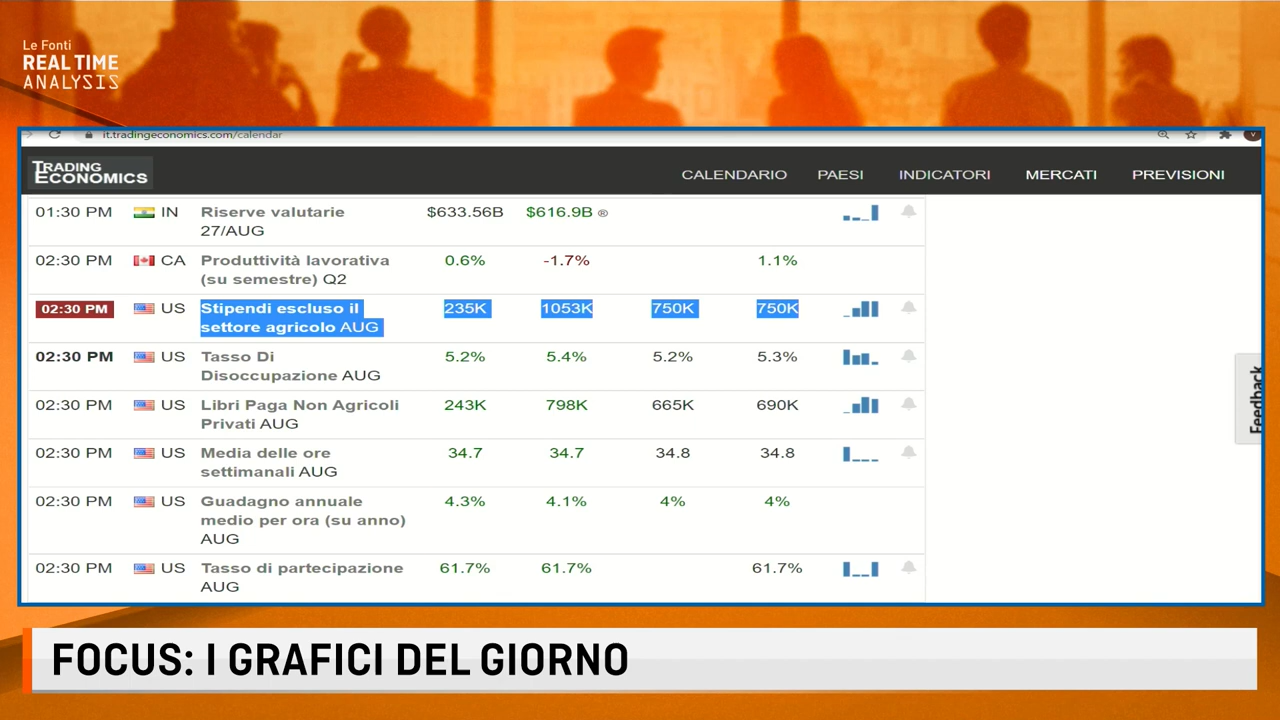 Le Fonti
REAL TIME
ANALYSIS
it.tradingeconomics.com/calendar
TRADING
ECONOMICS
CALENDARIO PAESI INDICATORI MERCATI PREVISIONI
01:30 PM IN Riserve valutarie $633.56B $616.9B ®
27/AUG
02:30 PM CA Produttività lavorativa 0.6% -1.7% 1.1%
(su semestre) Q2
02:30 PM US Stipendi escluso il 235K 1053K 750K 750K
settore agricolo AUG
02:30 PM US Tasso Di 5.2% 5.4% 5.2% 5.3%
Disoccupazione AUG
02:30 PM US Libri Paga Non Agricoli 243K 798K 665K 690K
Privati AUG
02:30 PM US Media delle ore 34.7 34.7 34.8 34.8
settimanali AUG
02:30 PM US Guadagno annuale 4.3% 4.1% 4% 4%
medio per ora (su anno)
AUG
02:30 PM US Tasso di partecipazione 61.7% 61.7% 61.7%
AUG
Feedback
FOCUS: I GRAFICI DEL GIORNO